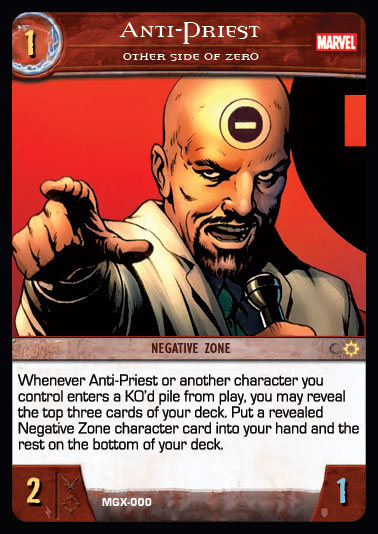 1
ANTI-PRIEST
OTHER SIDE OF ZERO
MARVEL
NEGATIVE ZONE
C
Whenever Anti-Priest or another character you
control enters a KO'd pile from play, you may reveal
the top three cards of your deck. Put a revealed
Negative Zone character card into your hand and the
rest on the bottom of your deck.
2
MGX-000
1